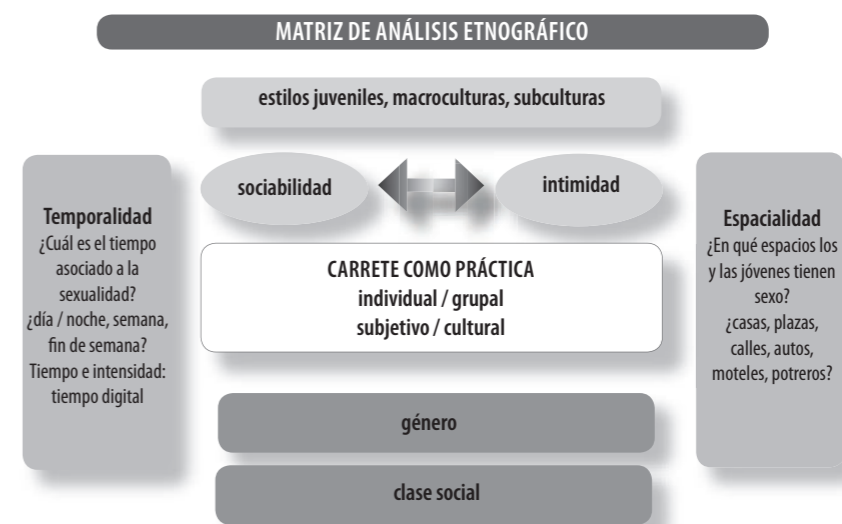 MATRIZ DE ANÁLISIS ETNOGRÁFICO
estilos juveniles, macroculturas, subculturas
Temporalidad
¿Cuál es el tiempo
asociado a la
sexualidad?
¿día / noche, semana,
fin de semana?
Tiempo e intensidad:
tiempo digital
sociabilidad
intimidad
CARRETE COMO PRÁCTICA
individual / grupal
subjetivo / cultural
género
clase social
Espacialidad
¿En qué espacios los
y las jóvenes tienen
sexo?
¿casas, plazas,
calles, autos,
moteles, potreros?